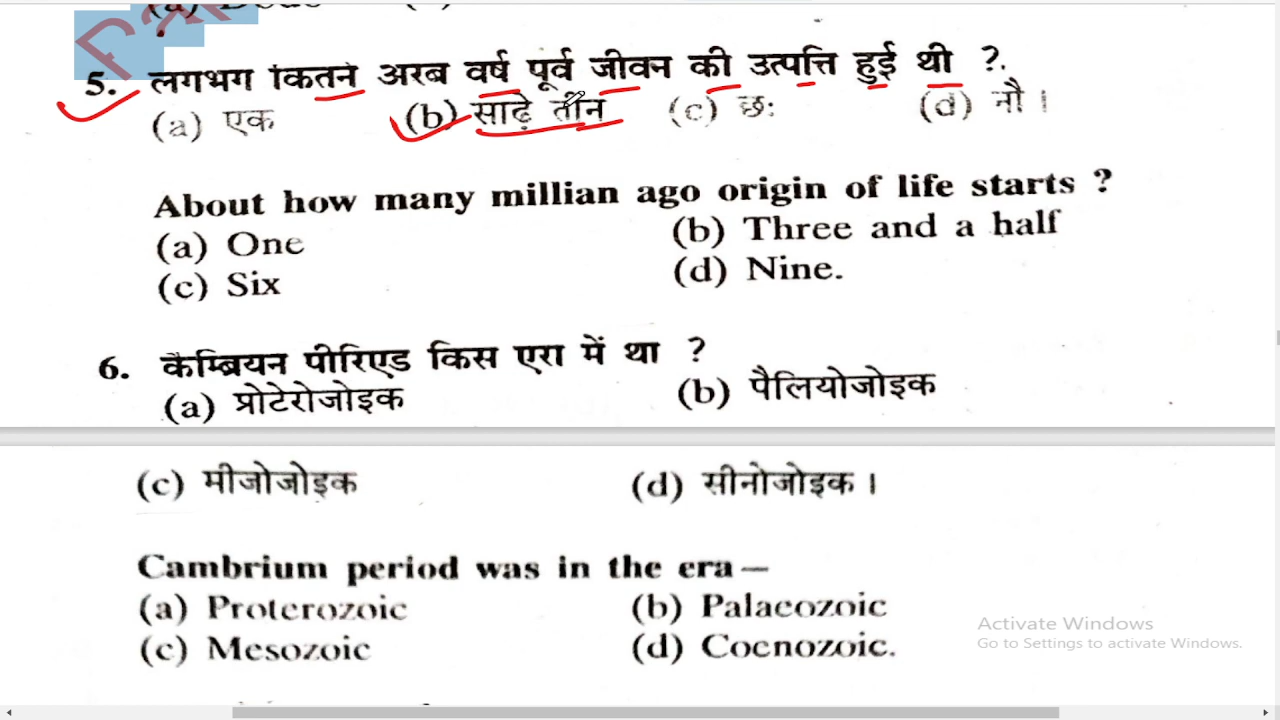 5. लगभग कितने अरब वर्ष पूर्व जीवन की उत्पत्ति हुई थी ?
(a) एक (b) साढ़े तीन (c) छः (d) नौ ।
About how many millian ago origin of life starts ?
(a) One (b) Three and a half
(c) Six (d) Nine.
6. कैम्ब्रियन पीरिएड किस एरा में था ?
(a) प्रोटेरोजोइक (b) पैलियोजोइक
(c) मीजोजोइक (d) सीनोजोइक ।
Cambrium period was in the era—
(a) Proterozoic (b) Palaeozoic
(c) Mesozoic (d) Coenozoic.
Activate Windows
Go to Settings to activate Windows.